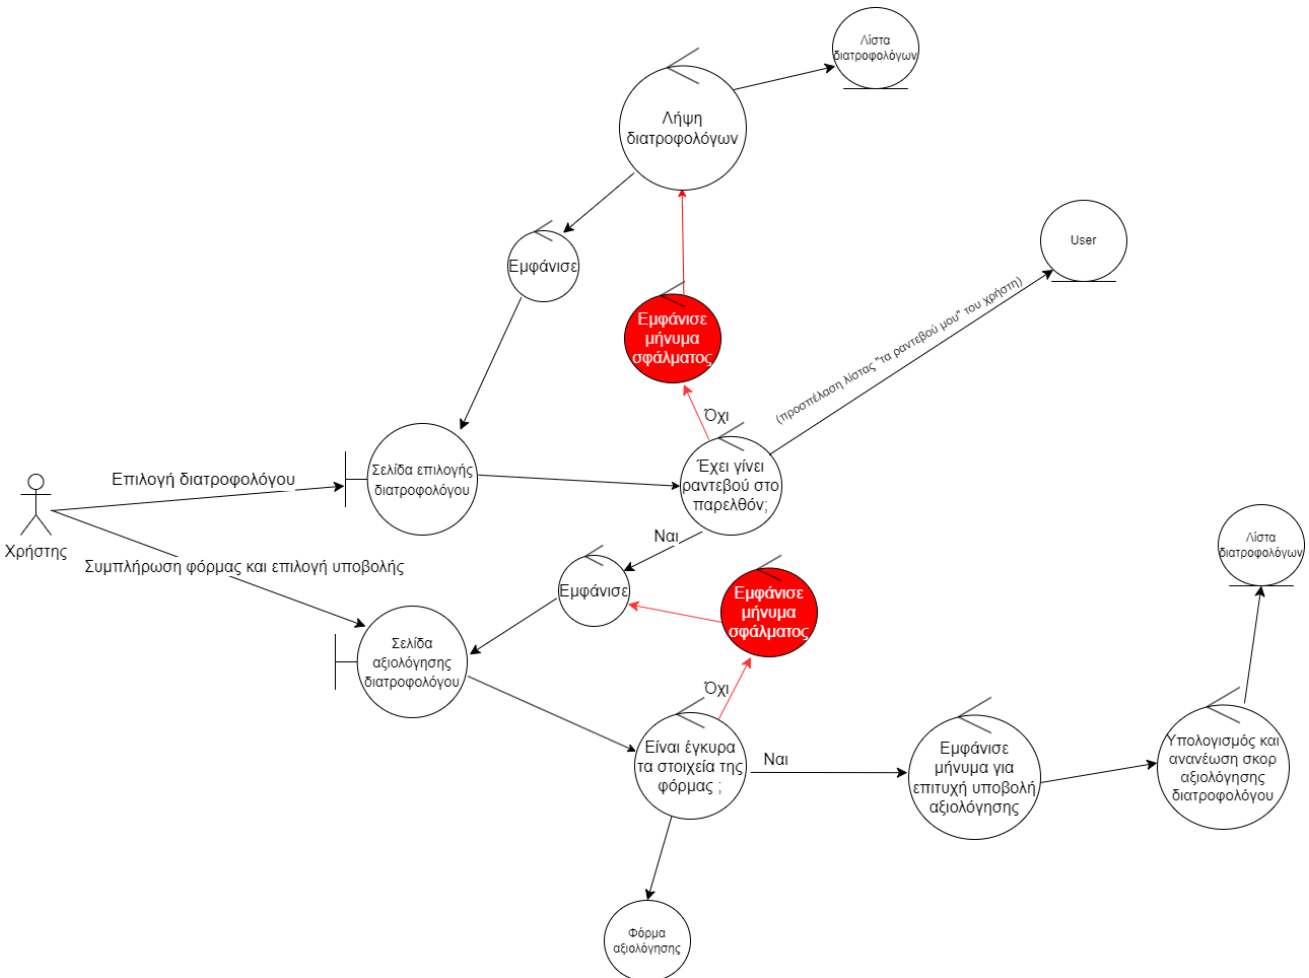 Λίστα
διατροφολόγων
Λήψη
διατροφολόγων
User
Εμφάνισε
(προσπέλαση λίστας "τα ραντεβού μου" του χρήστη)
Εμφάνισε
μήνυμα
σφάλματος
Όχι
Έχει γίνει
ραντεβού στο
παρελθόν;
Σελίδα επιλογής
διατροφολόγου
Επιλογή διατροφολόγου
Χρήστης
Ναι
Συμπλήρωση φόρμας και επιλογή υποβολής
Εμφάνισε
Εμφάνισε
μήνυμα
σφάλματος
Λίστα
διατροφολόγων
Σελίδα
αξιολόγησης
διατροφολόγου
Όχι
Είναι έγκυρα
τα στοιχεία της
φόρμας ;
Ναι
Εμφάνισε
μήνυμα για
επιτυχή υποβολή
αξιολόγησης
Υπολογισμός και
ανανέωση σκορ
αξιολόγησης
διατροφολόγου
Φόρμα
αξιολόγησης